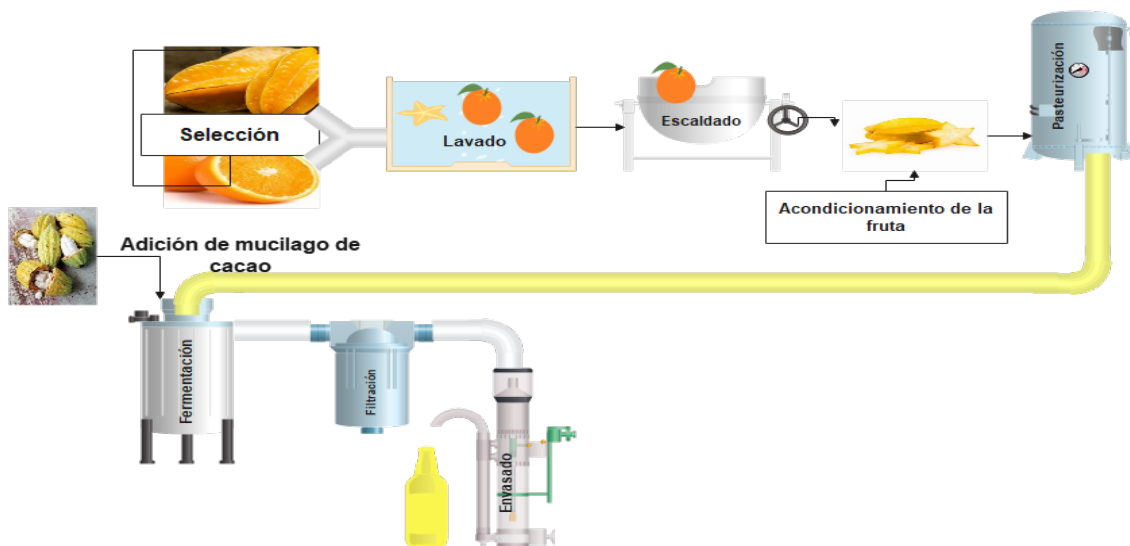 Selección
Lavado
Escaldado
Pasteurización
Acondicionamiento de la
fruta
Adición de mucilago de
cacao
Fermentación
Filtración
Envasado